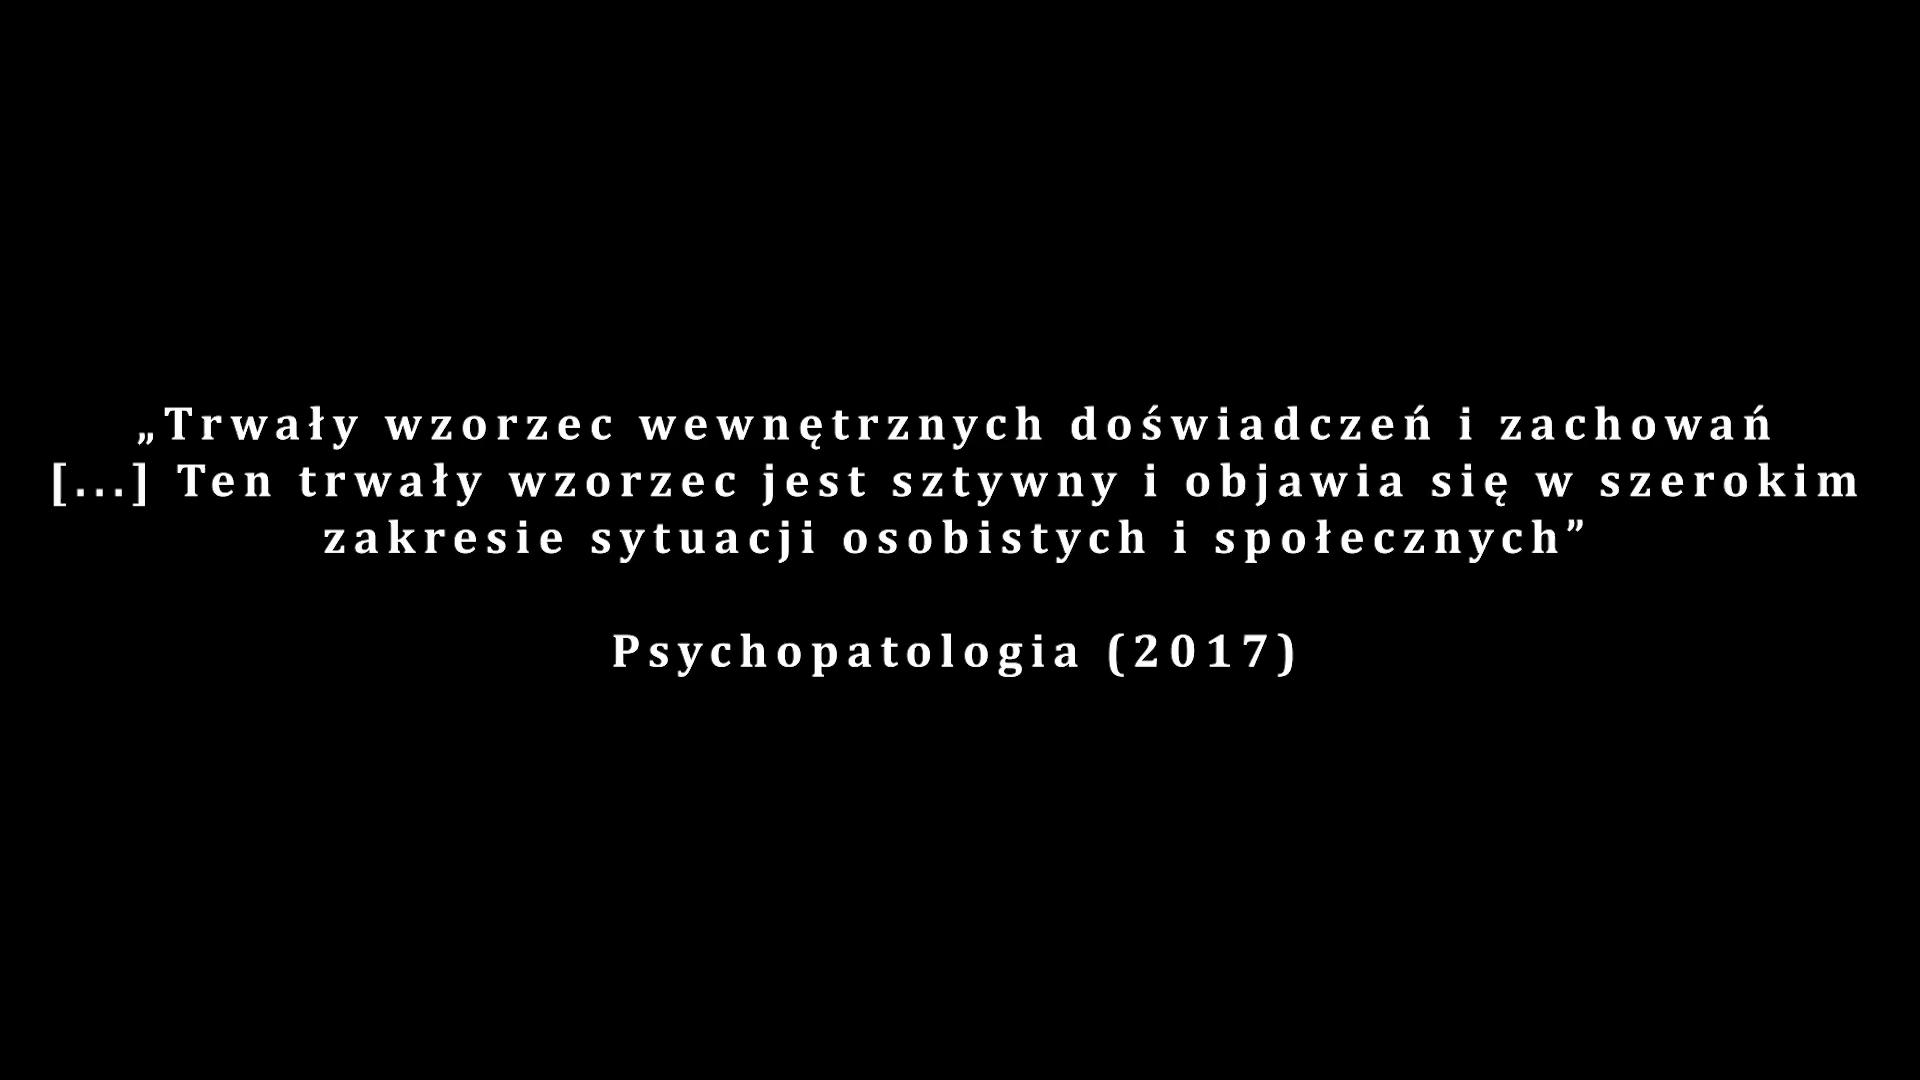 „Trwały wzorzec wewnętrznych doświadczeń i zachowań
[...] Ten trwały wzorzec jest sztywny i objawia się w szerokim
zakresie sytuacji osobistych i społecznych”
Psychopatologia (2017)